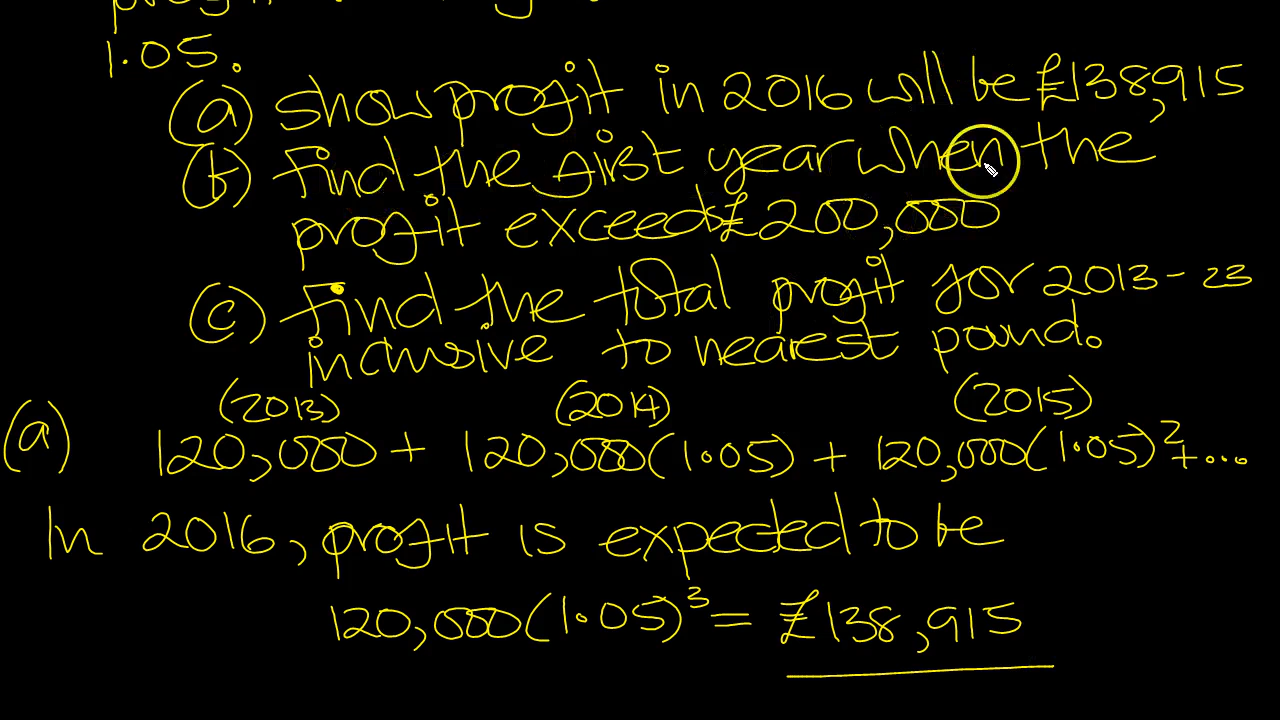 1.05.
(a) show profit in 2016 will be £138,915
(b) Find the first year when the
profit exceeds £200,000
(c) Find the total profit for 2013-23
inclusive to nearest pound.
(2013) (2014) (2015)
(a) 120,000 + 120,000(1.05) + 120,000(1.05)² + ...
In 2016, profit is expected to be
120,000(1.05)³ = £138,915